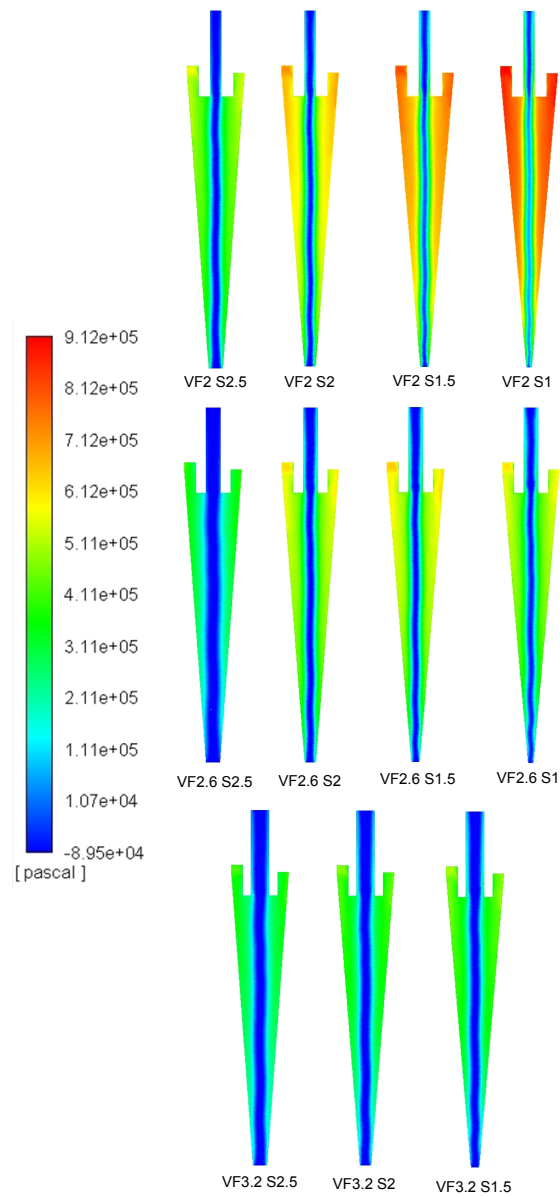 VF2 S2.5
VF2 S2
VF2 S1.5
VF2 S1
9.12e+05
8.12e+05
7.12e+05
6.12e+05
5.11e+05
4.11e+05
3.11e+05
2.11e+05
1.11e+05
1.07e+04
-8.95e+04
[ pascal ]
VF2.6 S2.5
VF2.6 S2
VF2.6 S1.5
VF2.6 S1
VF3.2 S2.5
VF3.2 S2
VF3.2 S1.5